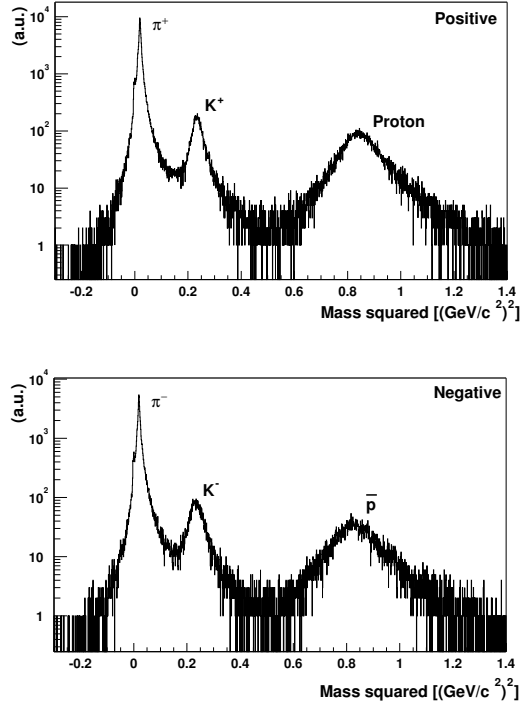 (a.u.)
Positive
10⁴
π⁺
10³
K⁺
10²
Proton
10
1
-0.2 0 0.2 0.4 0.6 0.8 1 1.2 1.4
Mass squared [(GeV/c ²)²]
(a.u.)
10⁴
Negative
π⁻
10³
K⁻
10²
p̅
10
1
-0.2 0 0.2 0.4 0.6 0.8 1 1.2 1.4
Mass squared [(GeV/c ²)²]